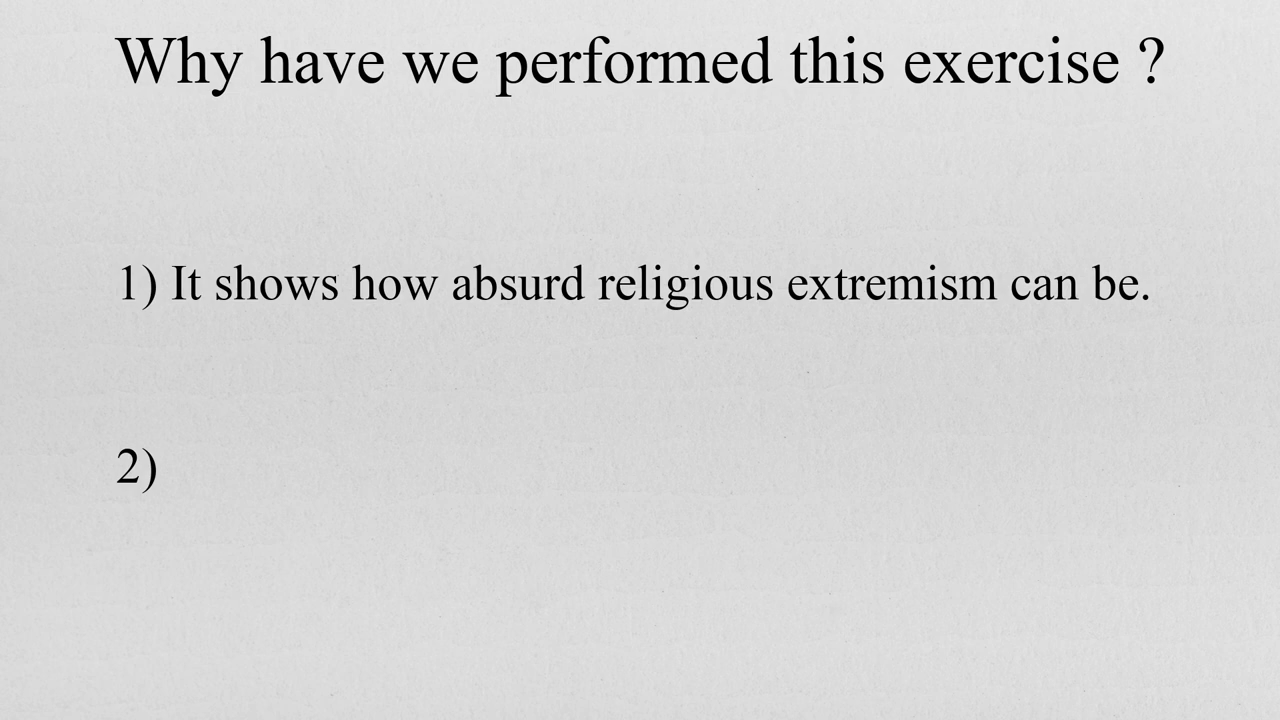 Why have we performed this exercise ?
1) It shows how absurd religious extremism can be.
2)